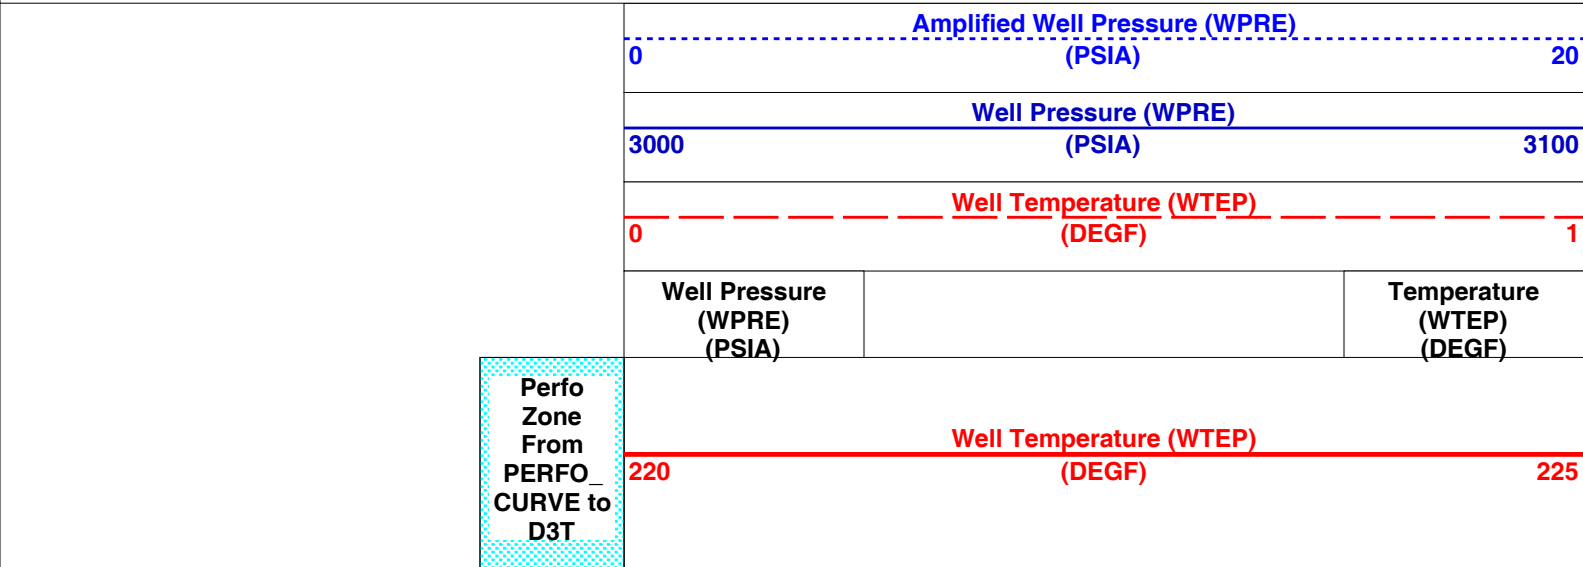 Amplified Well Pressure (WPRE)
0 (PSIA) 20
Well Pressure (WPRE)
3000 (PSIA) 3100
Well Temperature (WTEP)
0 (DEGF) 1
Well Pressure
(WPRE)
(PSIA)
Temperature
(WTEP)
(DEGF)
Perfo
Zone
From
PERFO_
CURVE to
D3T
Well Temperature (WTEP)
220 (DEGF) 225